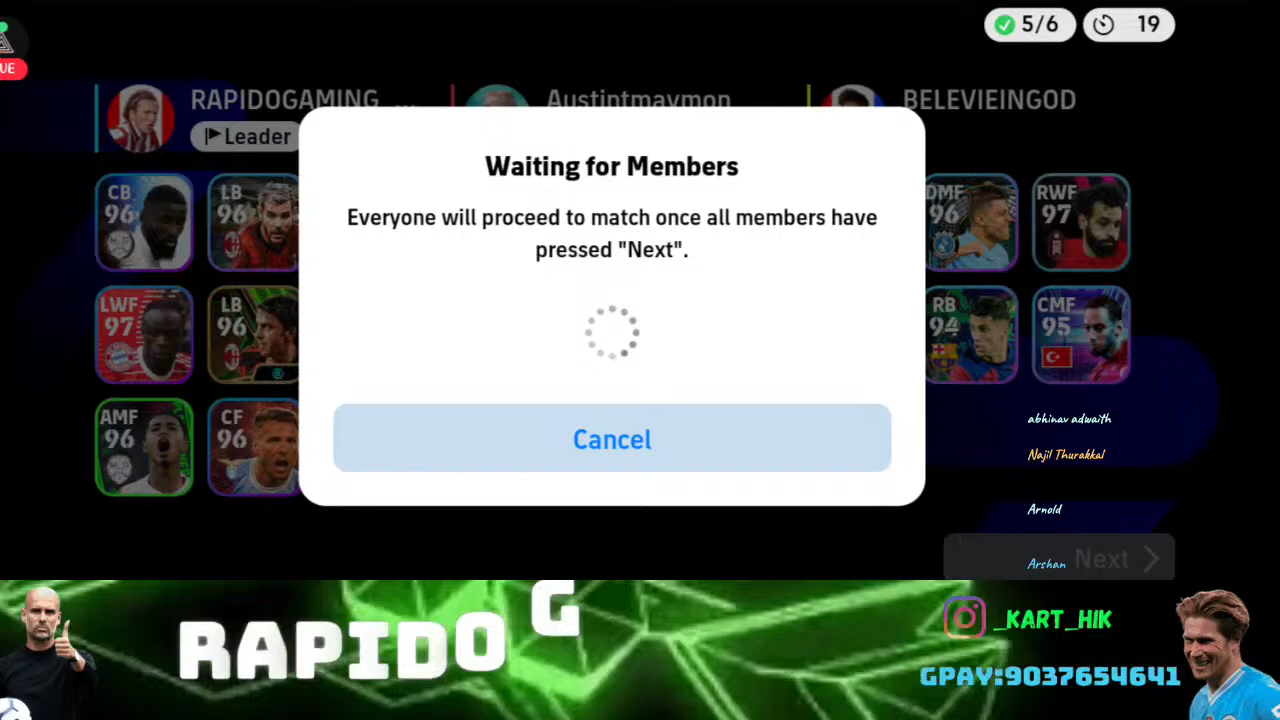 5/6
19
UE
RAPIDOGAMING ...
Austintmaymon
BELEVIEINGOD
Leader
Waiting for Members
Everyone will proceed to match once all members have
pressed "Next".
CB
96
LB
96
DMF
96
RWF
97
LWF
97
LB
96
RB
94
CMF
95
AMF
96
CF
96
Cancel
abhinav adwaith
Najil Thurakkal
Arnold
Arshan
Next
RAPIDO G
_KART_HIK
GPAY:9037654641